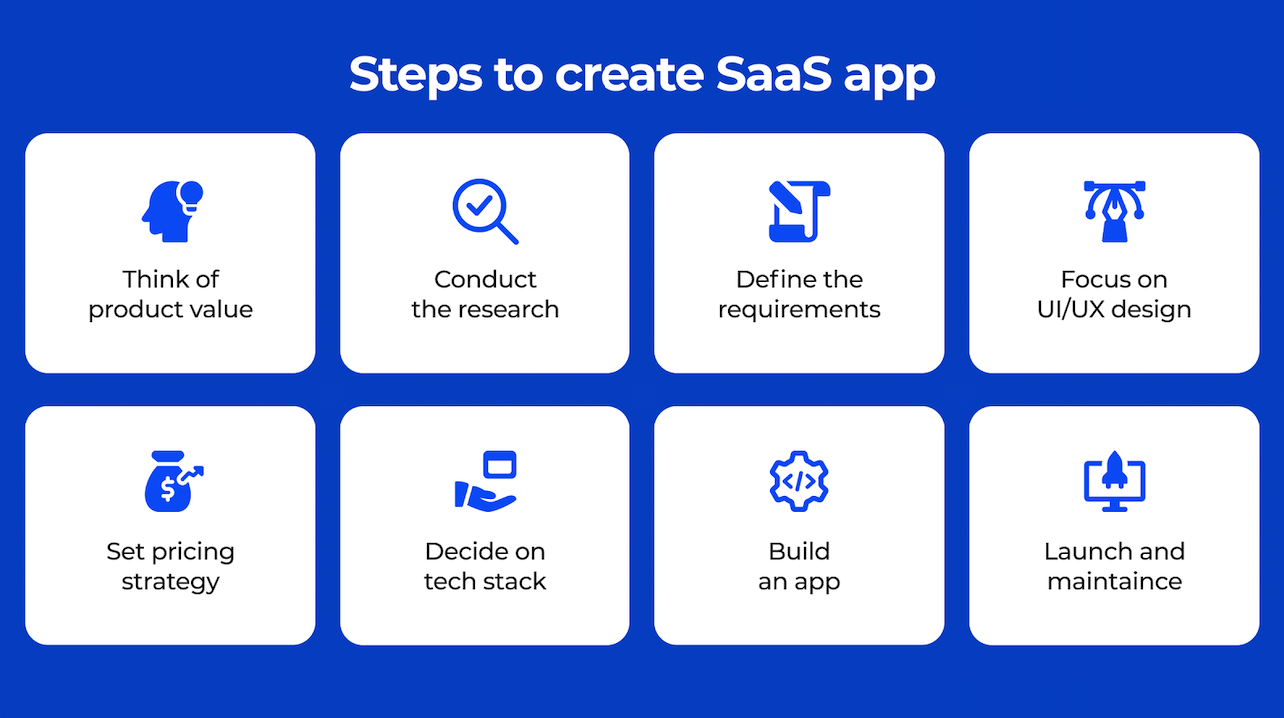 Steps to create SaaS app
Think of
product value
Conduct
the research
Define the
requirements
Focus on
UI/UX design
$
Set pricing
strategy
Decide on
tech stack
</>
Build
an app
Launch and
maintaince